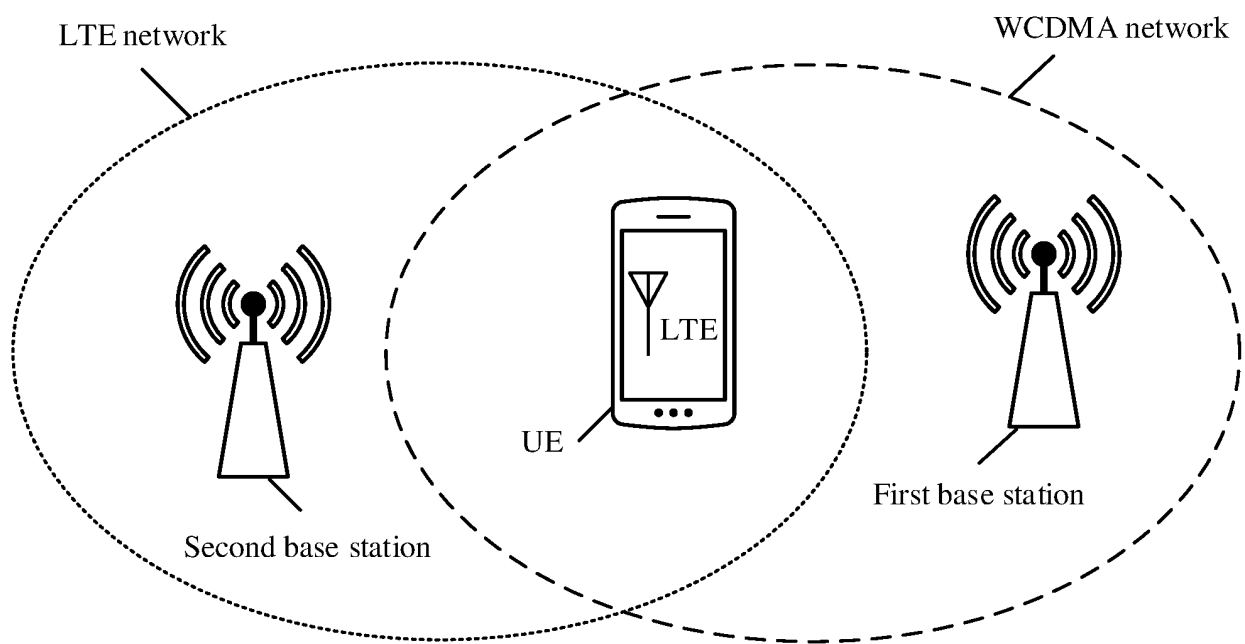 LTE network
WCDMA network
LTE
UE
First base station
Second base station